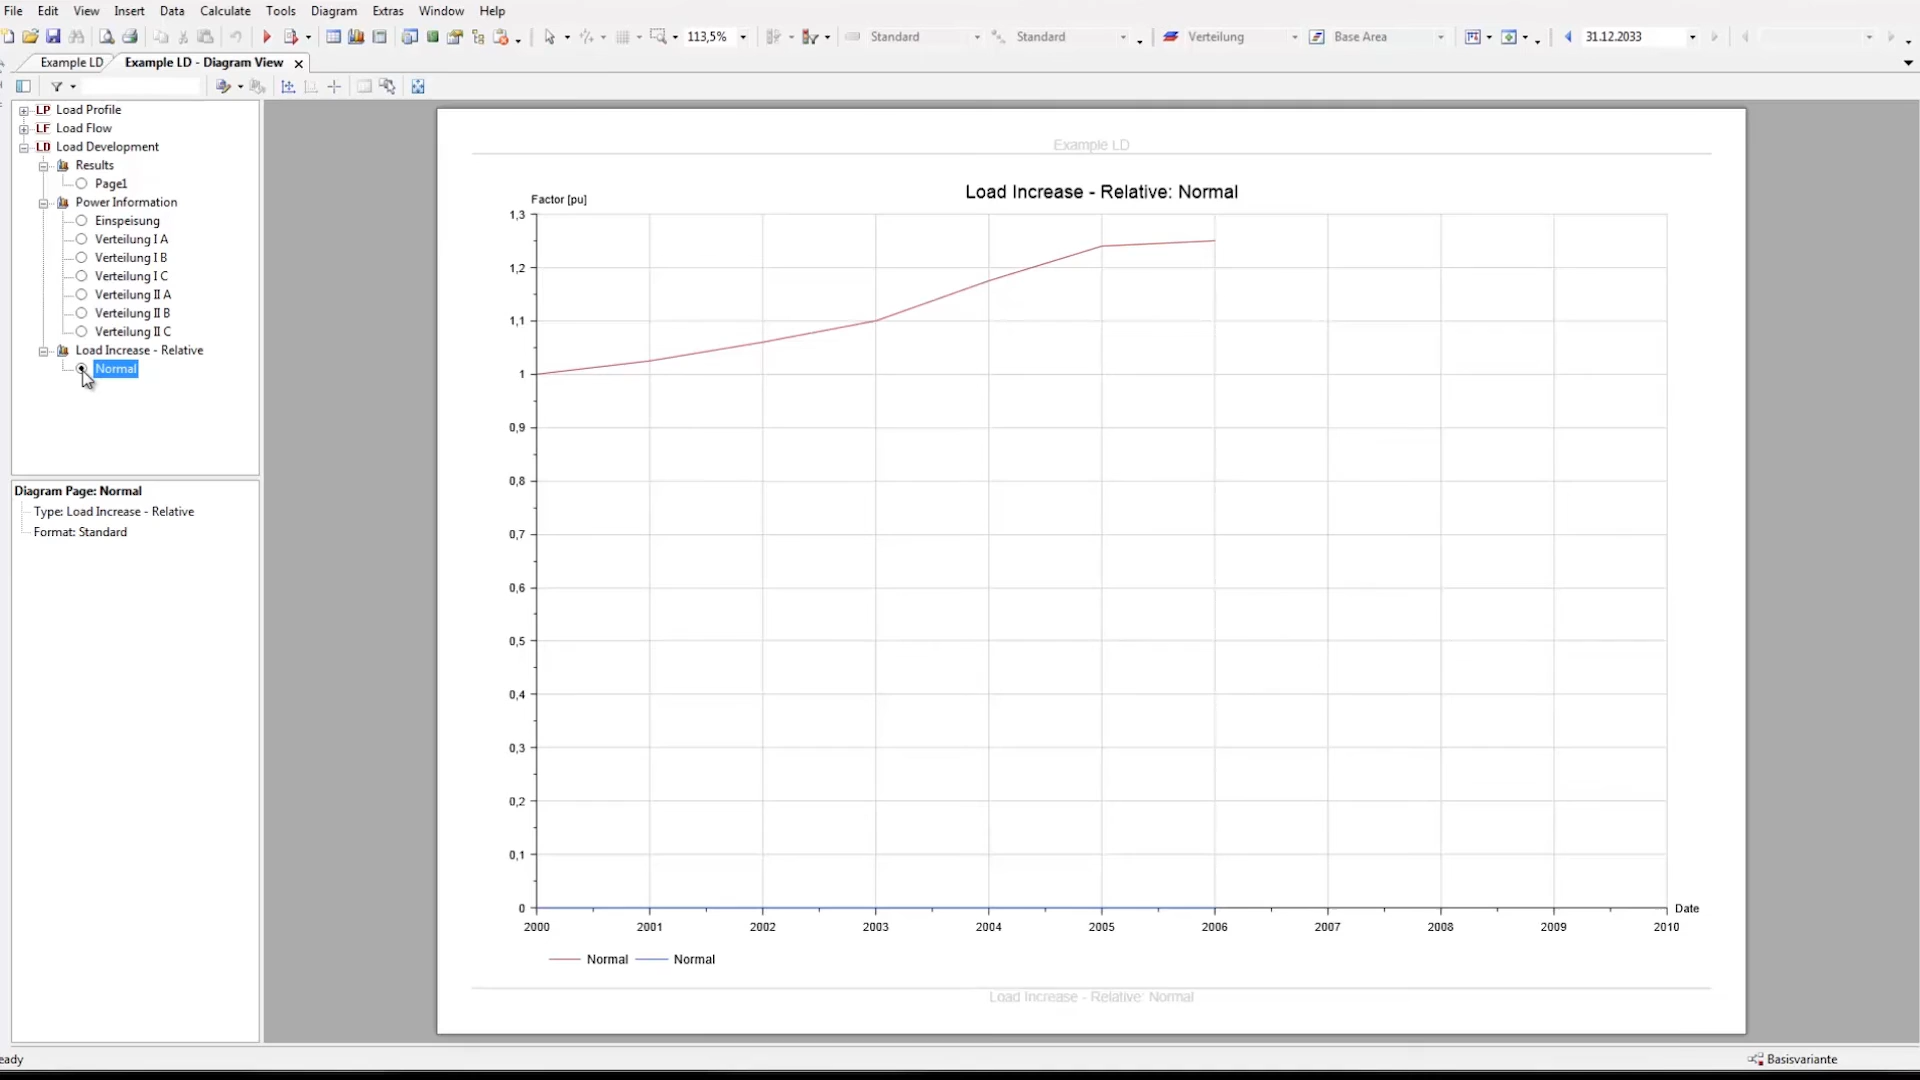 File Edit View Insert Data Calculate Tools Diagram Extras Window Help
113,5% Standard Standard Verteilung Base Area 31.12.2033
Example LD Example LD - Diagram View
LP Load Profile
LF Load Flow
LD Load Development
Results
Page1
Power Information
Einspeisung
Verteilung I A
Verteilung I B
Verteilung I C
Verteilung II A
Verteilung II B
Verteilung II C
Load Increase - Relative
Normal
Diagram Page: Normal
Type: Load Increase - Relative
Format: Standard
Example LD
Load Increase - Relative: Normal
Factor [pu]
1,3
1,2
1,1
1
0,9
0,8
0,7
0,6
0,5
0,4
0,3
0,2
0,1
0
Date
2000 2001 2002 2003 2004 2005 2006 2007 2008 2009 2010
Normal Normal
Load Increase - Relative: Normal
eady Basisvariante